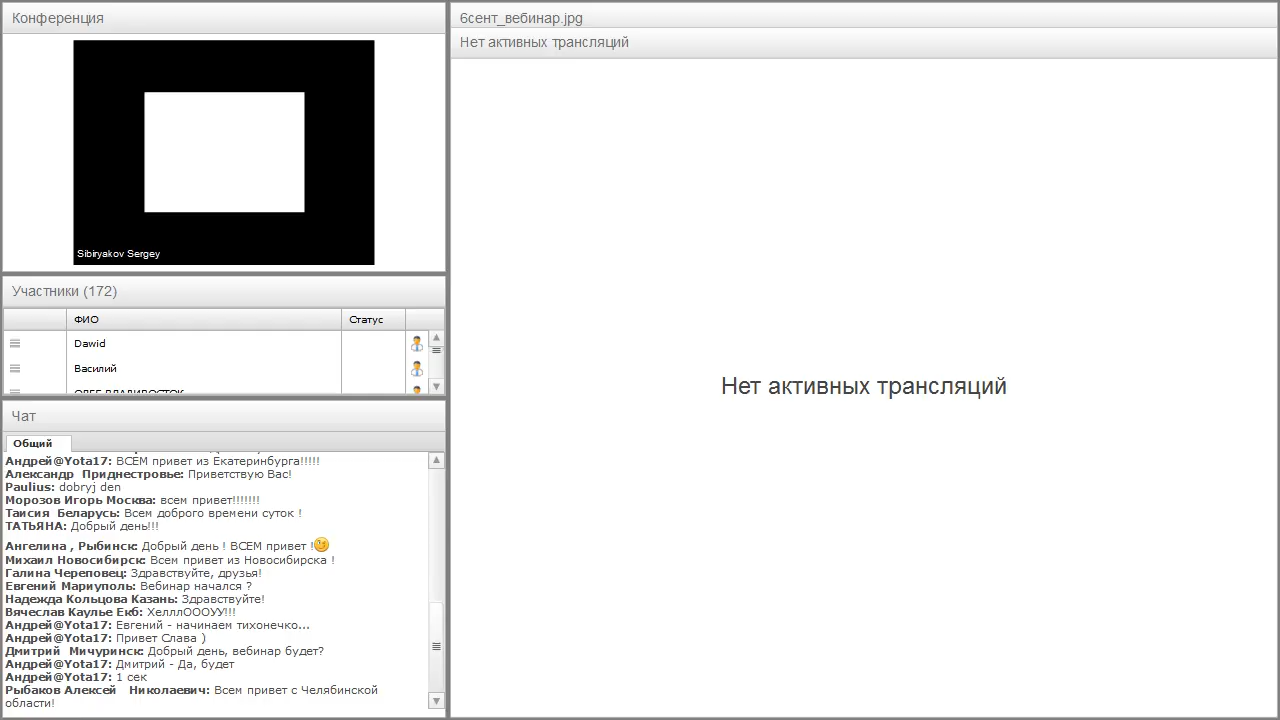 Конференция
Sibiryakov Sergey
Участники (172)
ФИО
Статус
Dawid
Василий
ОЛЕГ ВЛАДИВОСТОК
Чат
Общий
Андрей@Yota17: ВСЕМ привет из Екатеринбурга!!!!!
Александр Приднестровье: Приветствую Вас!
Paulius: dobryj den
Морозов Игорь Москва: всем привет!!!!!!!
Таисия Беларусь: Всем доброго времени суток !
ТАТЬЯНА: Добрый день!!!
Ангелина , Рыбинск: Добрый день ! ВСЕМ привет !
Михаил Новосибирск: Всем привет из Новосибирска !
Галина Череповец: Здравствуйте, друзья!
Евгений Мариуполь: Вебинар начался ?
Надежда Кольцова Казань: Здравствуйте!
Вячеслав Каулье Екб: ХелллОООУУ!!!
Андрей@Yota17: Евгений - начинаем тихонечко...
Андрей@Yota17: Привет Слава )
Дмитрий Мичуринск: Добрый день, вебинар будет?
Андрей@Yota17: Дмитрий - Да, будет
Андрей@Yota17: 1 сек
Рыбаков Алексей Николаевич: Всем привет с Челябинской
области!
6сент_вебинар.jpg
Нет активных трансляций
Нет активных трансляций